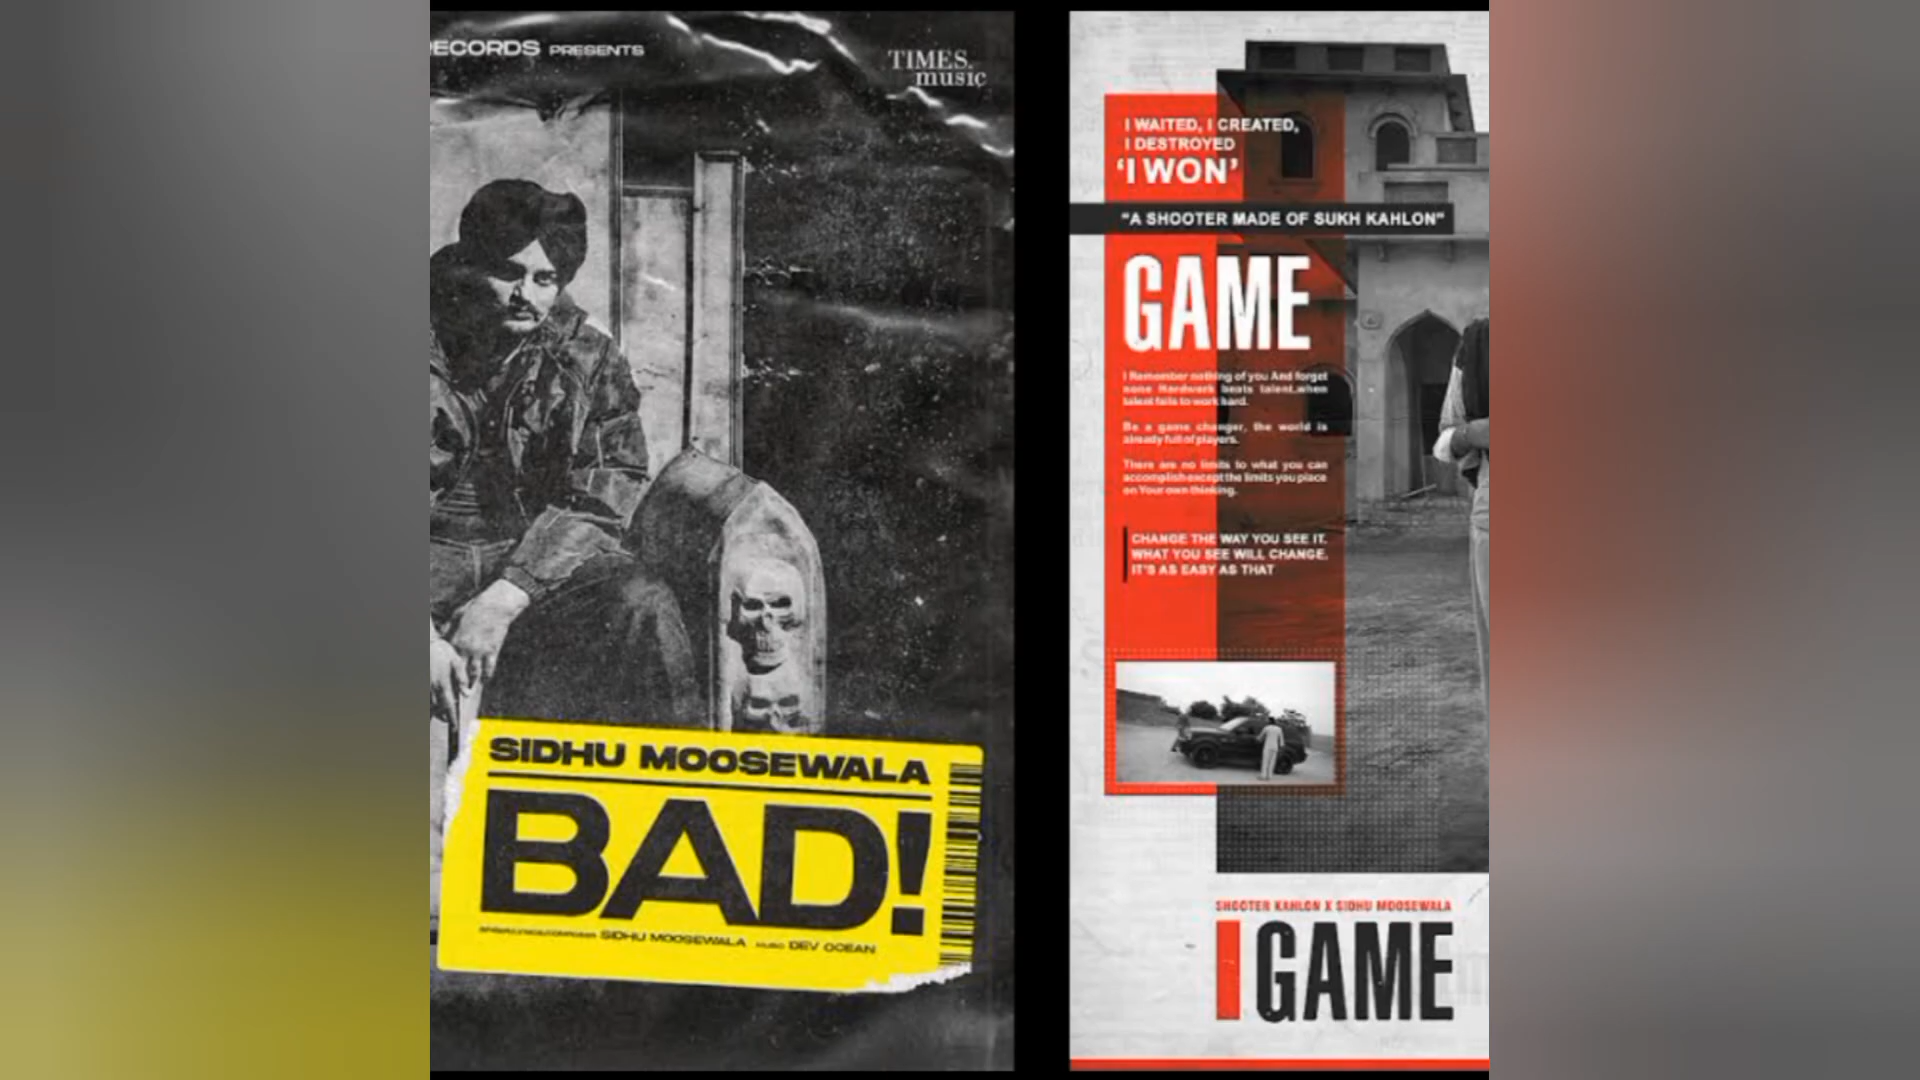 RECORDS PRESENTS
TIMES.
music
SIDHU MOOSEWALA
BAD!
SIDHU MOOSEWALA MUSIC DEV OCEAN
I WAITED, I CREATED,
I DESTROYED
‘I WON’
“A SHOOTER MADE OF SUKH KAHLON”
GAME
I Remember nothing of you And forget
none Hardwork beats talent.when
talent fails to work hard.
Be a game changer, the world is
already full of players.
There are no limits to what you can
accomplish except the limits you place
on Your own thinking.
CHANGE THE WAY YOU SEE IT.
WHAT YOU SEE WILL CHANGE.
IT'S AS EASY AS THAT
SHOOTER KAHLON X SIDHU MOOSEWALA
GAME